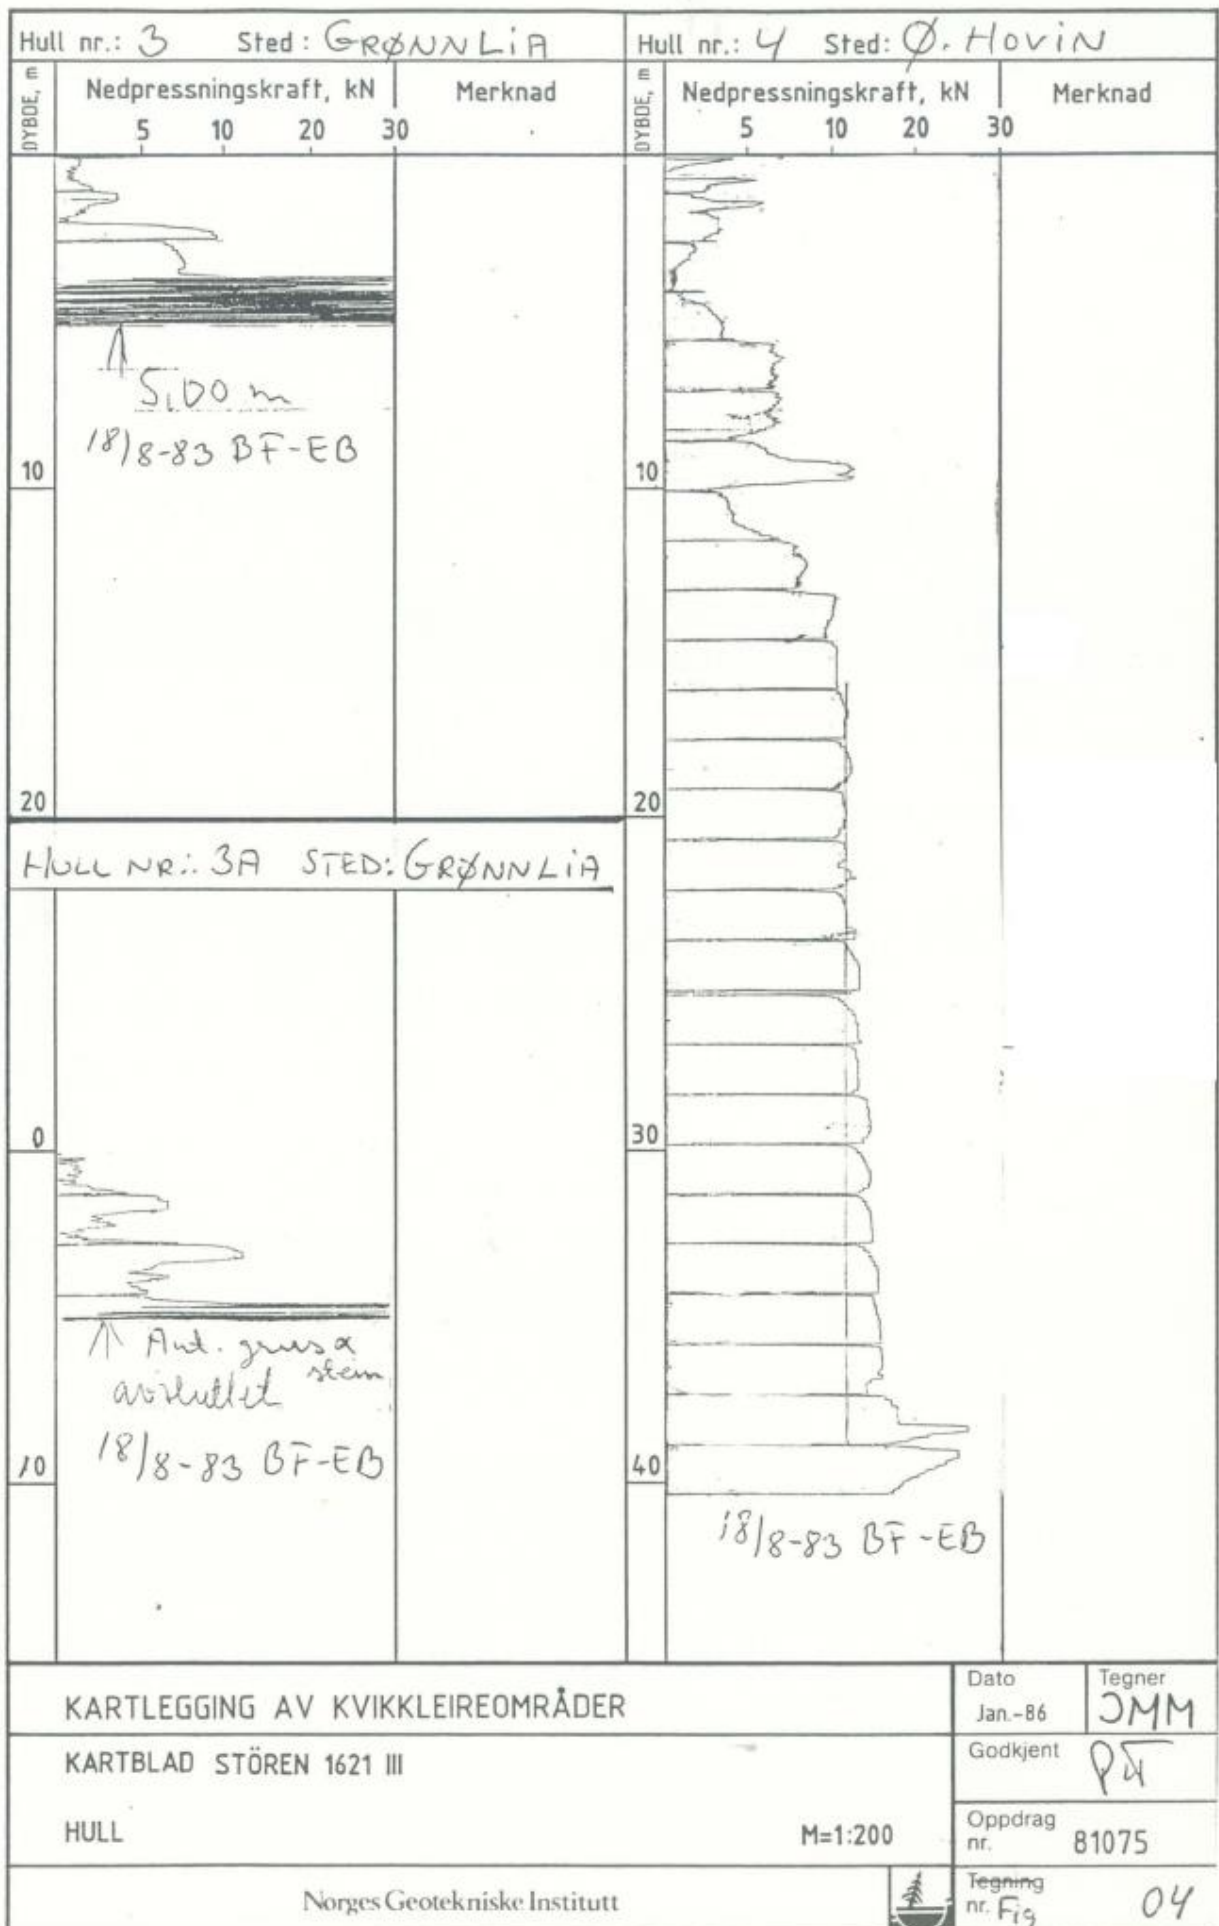 Hull nr.: 3 Sted: GRØNNLiA
DYBDE, m
Nedpressningskraft, kN
Merknad
5 10 20 30
5,00 m
18/8-83 BF-EB
10
20
HULL NR.: 3A STED: GRØNNLiA
0
Ant. grus &
stein
avsluttet
18/8-83 BF-EB
10
Hull nr.: 4 Sted: Ø. HOViN
DYBDE, m
Nedpressningskraft, kN
Merknad
5 10 20 30
10
20
30
40
18/8-83 BF-EB
KARTLEGGING AV KVIKKLEIREOMRÅDER
KARTBLAD STÖREN 1621 III
HULL M=1:200
Norges Geotekniske Institutt
Dato
Jan.-86
Tegner
JMM
Godkjent
Oppdrag
nr. 81075
Tegning
nr. Fig 04